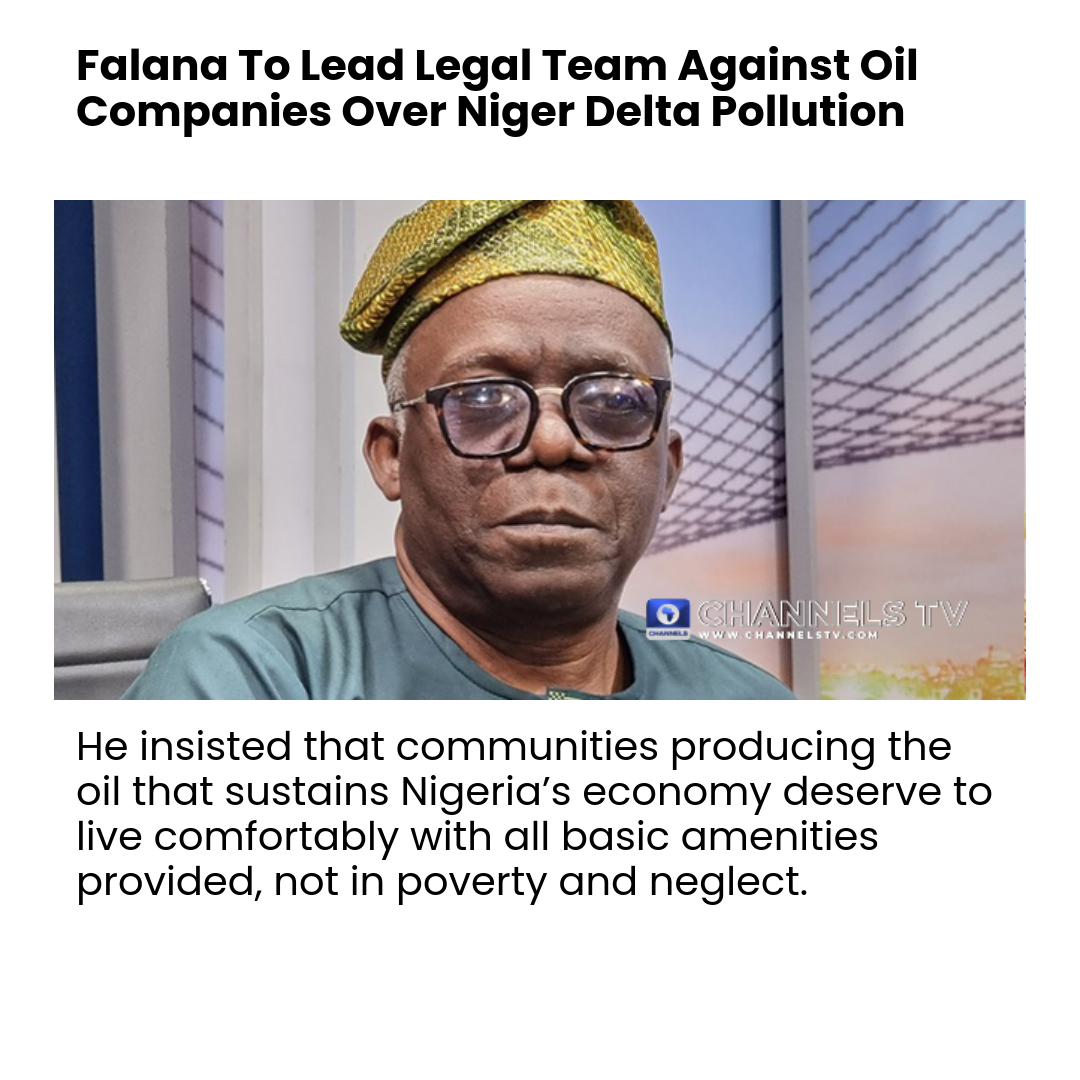 Falana To Lead Legal Team Against Oil
Companies Over Niger Delta Pollution
CHANNELS TV
CHANNELS
WWW.CHANNELSTV.COM
He insisted that communities producing the
oil that sustains Nigeria’s economy deserve to
live comfortably with all basic amenities
provided, not in poverty and neglect.